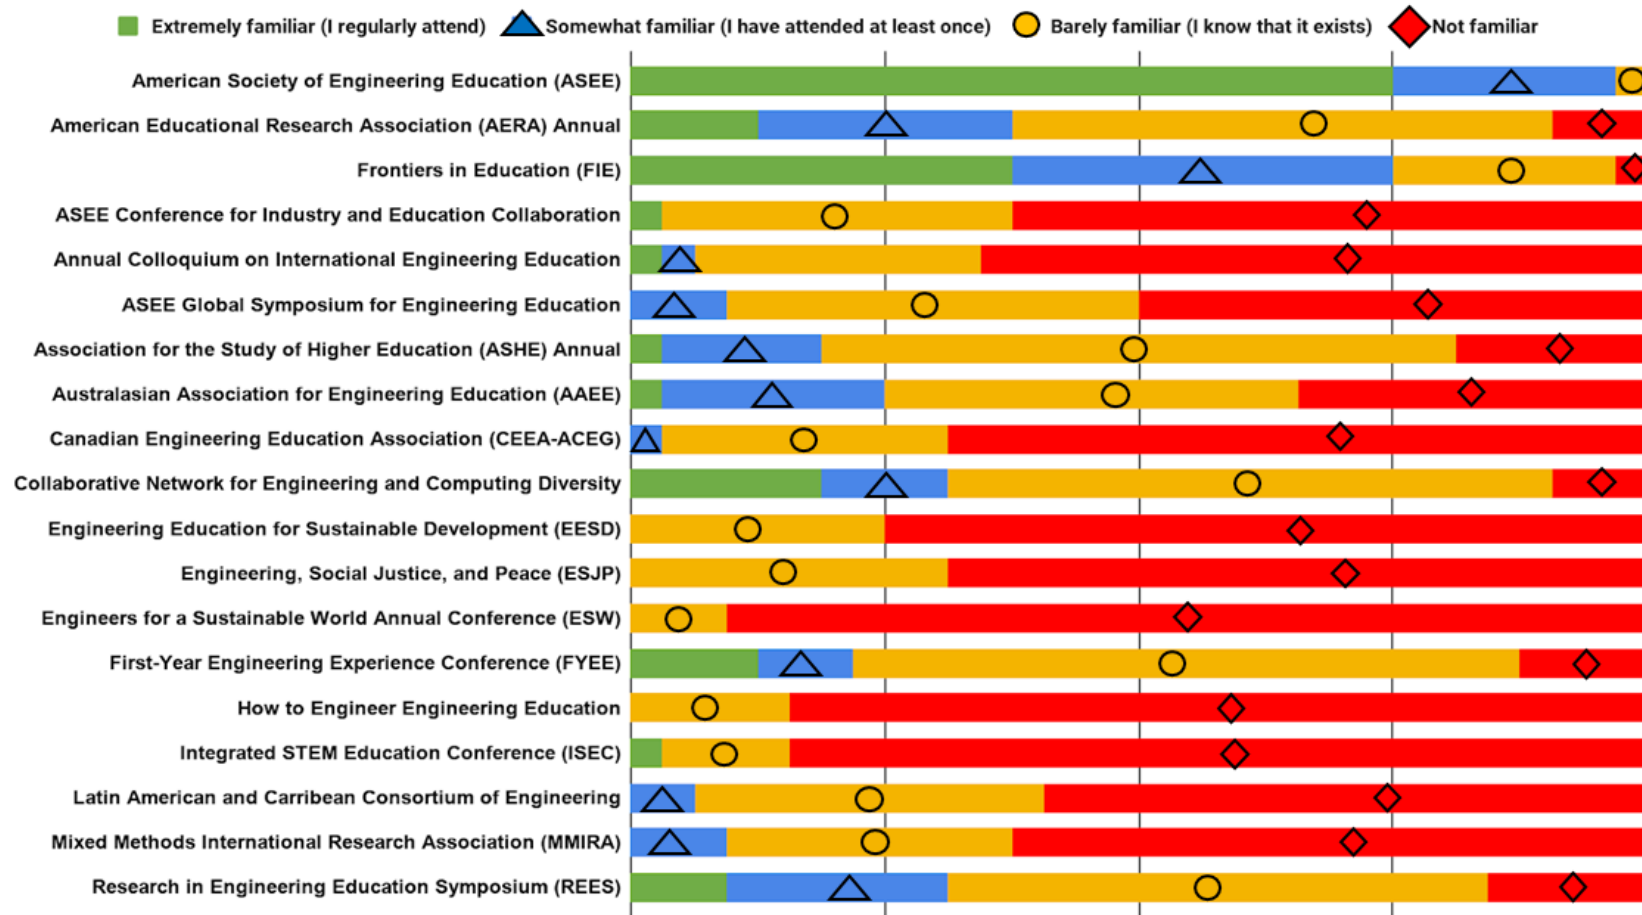 Extremely familiar (I regularly attend) Somewhat familiar (I have attended at least once) Barely familiar (I know that it exists) Not familiar
American Society of Engineering Education (ASEE)
American Educational Research Association (AERA) Annual
Frontiers in Education (FIE)
ASEE Conference for Industry and Education Collaboration
Annual Colloquium on International Engineering Education
ASEE Global Symposium for Engineering Education
Association for the Study of Higher Education (ASHE) Annual
Australasian Association for Engineering Education (AAEE)
Canadian Engineering Education Association (CEEA-ACEG)
Collaborative Network for Engineering and Computing Diversity
Engineering Education for Sustainable Development (EESD)
Engineering, Social Justice, and Peace (ESJP)
Engineers for a Sustainable World Annual Conference (ESW)
First-Year Engineering Experience Conference (FYEE)
How to Engineer Engineering Education
Integrated STEM Education Conference (ISEC)
Latin American and Carribean Consortium of Engineering
Mixed Methods International Research Association (MMIRA)
Research in Engineering Education Symposium (REES)